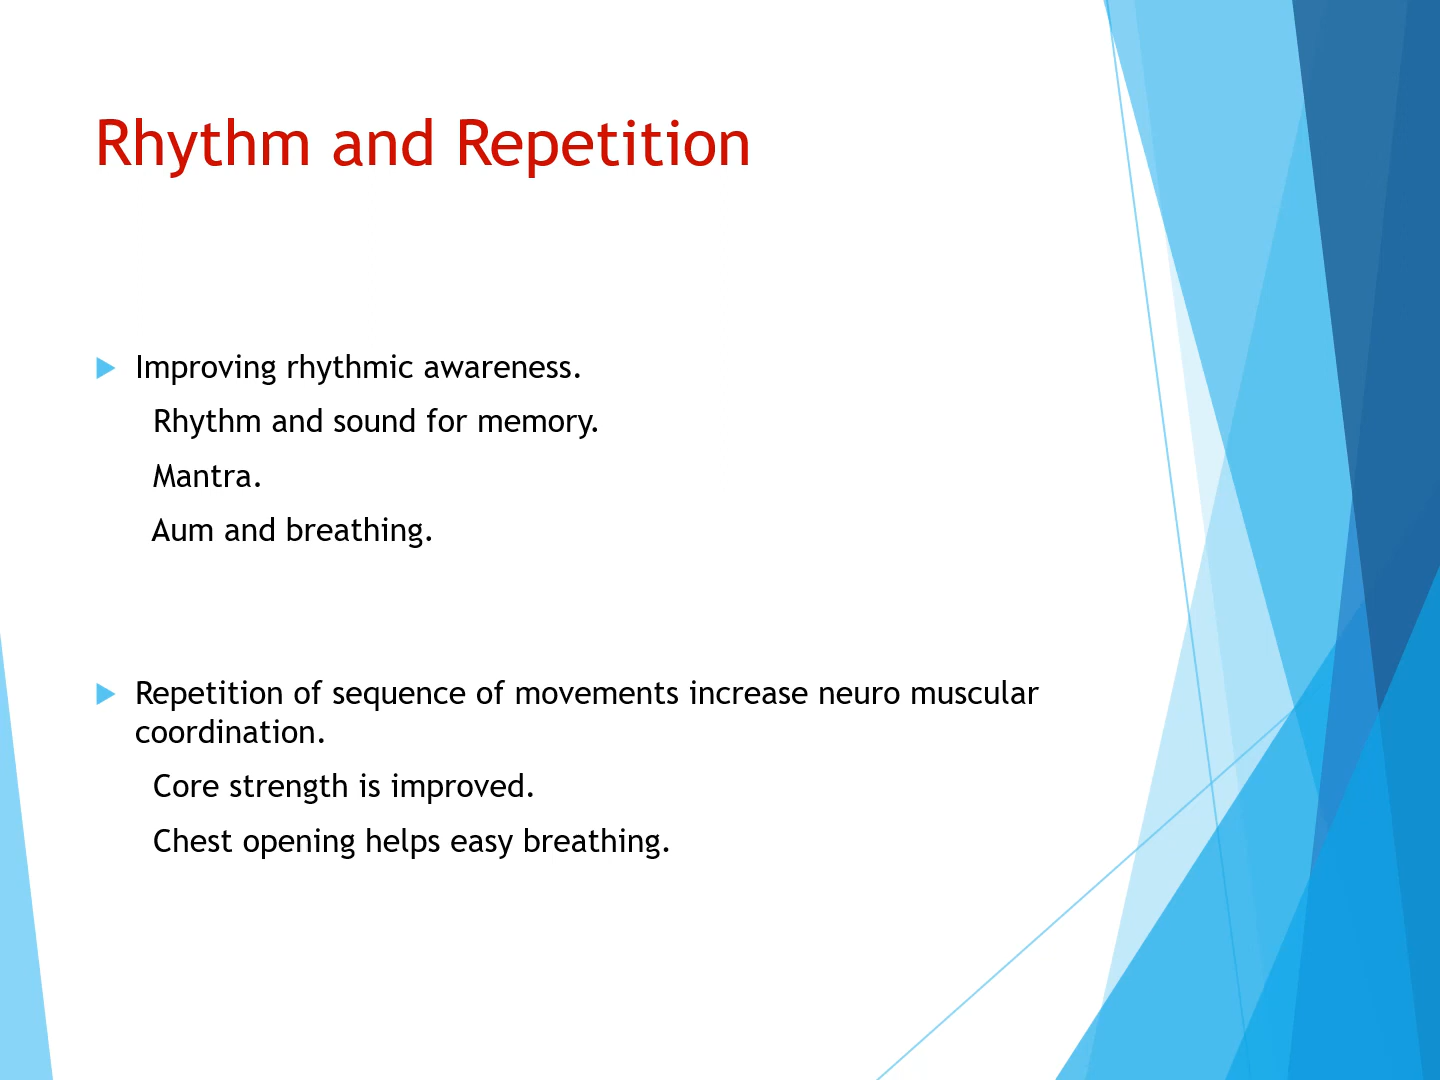 Rhythm and Repetition
Improving rhythmic awareness.
Rhythm and sound for memory.
Mantra.
Aum and breathing.
Repetition of sequence of movements increase neuro muscular
coordination.
Core strength is improved.
Chest opening helps easy breathing.